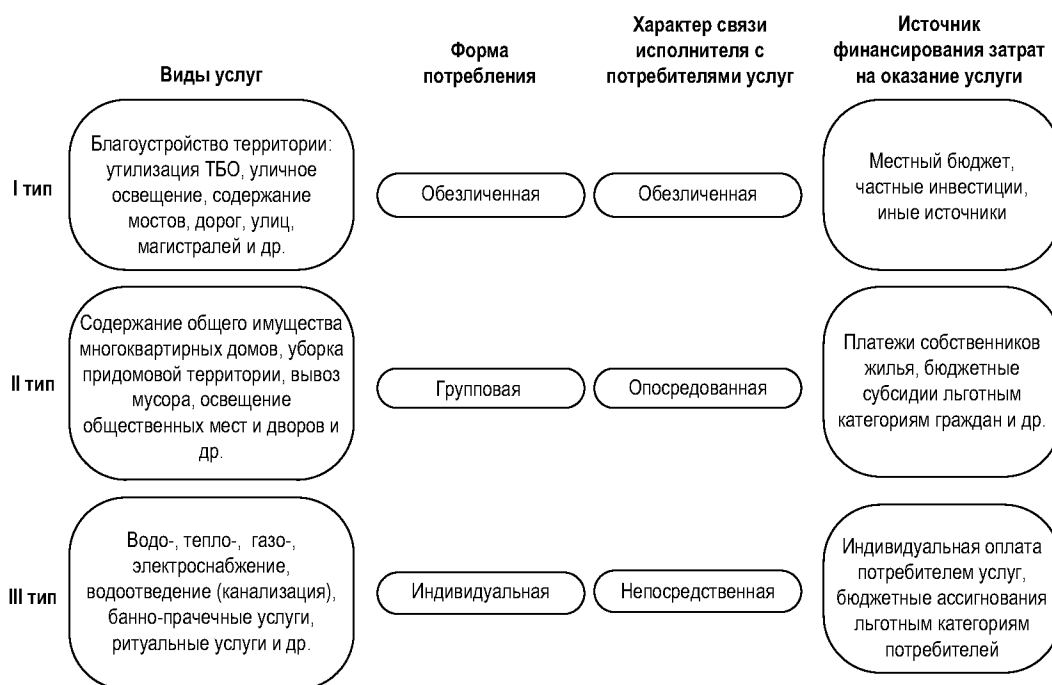 Виды услуг
Форма
потребления
Характер связи
исполнителя с
потребителями услуг
Источник
финансирования затрат
на оказание услуги
I тип
Благоустройство территории:
утилизация ТБО, уличное
освещение, содержание
мостов, дорог, улиц,
магистралей и др.
Обезличенная
Обезличенная
Местный бюджет,
частные инвестиции,
иные источники
II тип
Содержание общего имущества
многоквартирных домов, уборка
придомовой территории, вывоз
мусора, освещение
общественных мест и дворов и
др.
Групповая
Опосредованная
Платежи собственников
жилья, бюджетные
субсидии льготным
категориям граждан и др.
III тип
Водо-, тепло-, газо-,
электроснабжение,
водоотведение (канализация),
банно-прачечные услуги,
ритуальные услуги и др.
Индивидуальная
Непосредственная
Индивидуальная оплата
потребителем услуг,
бюджетные ассигнования
льготным категориям
потребителей